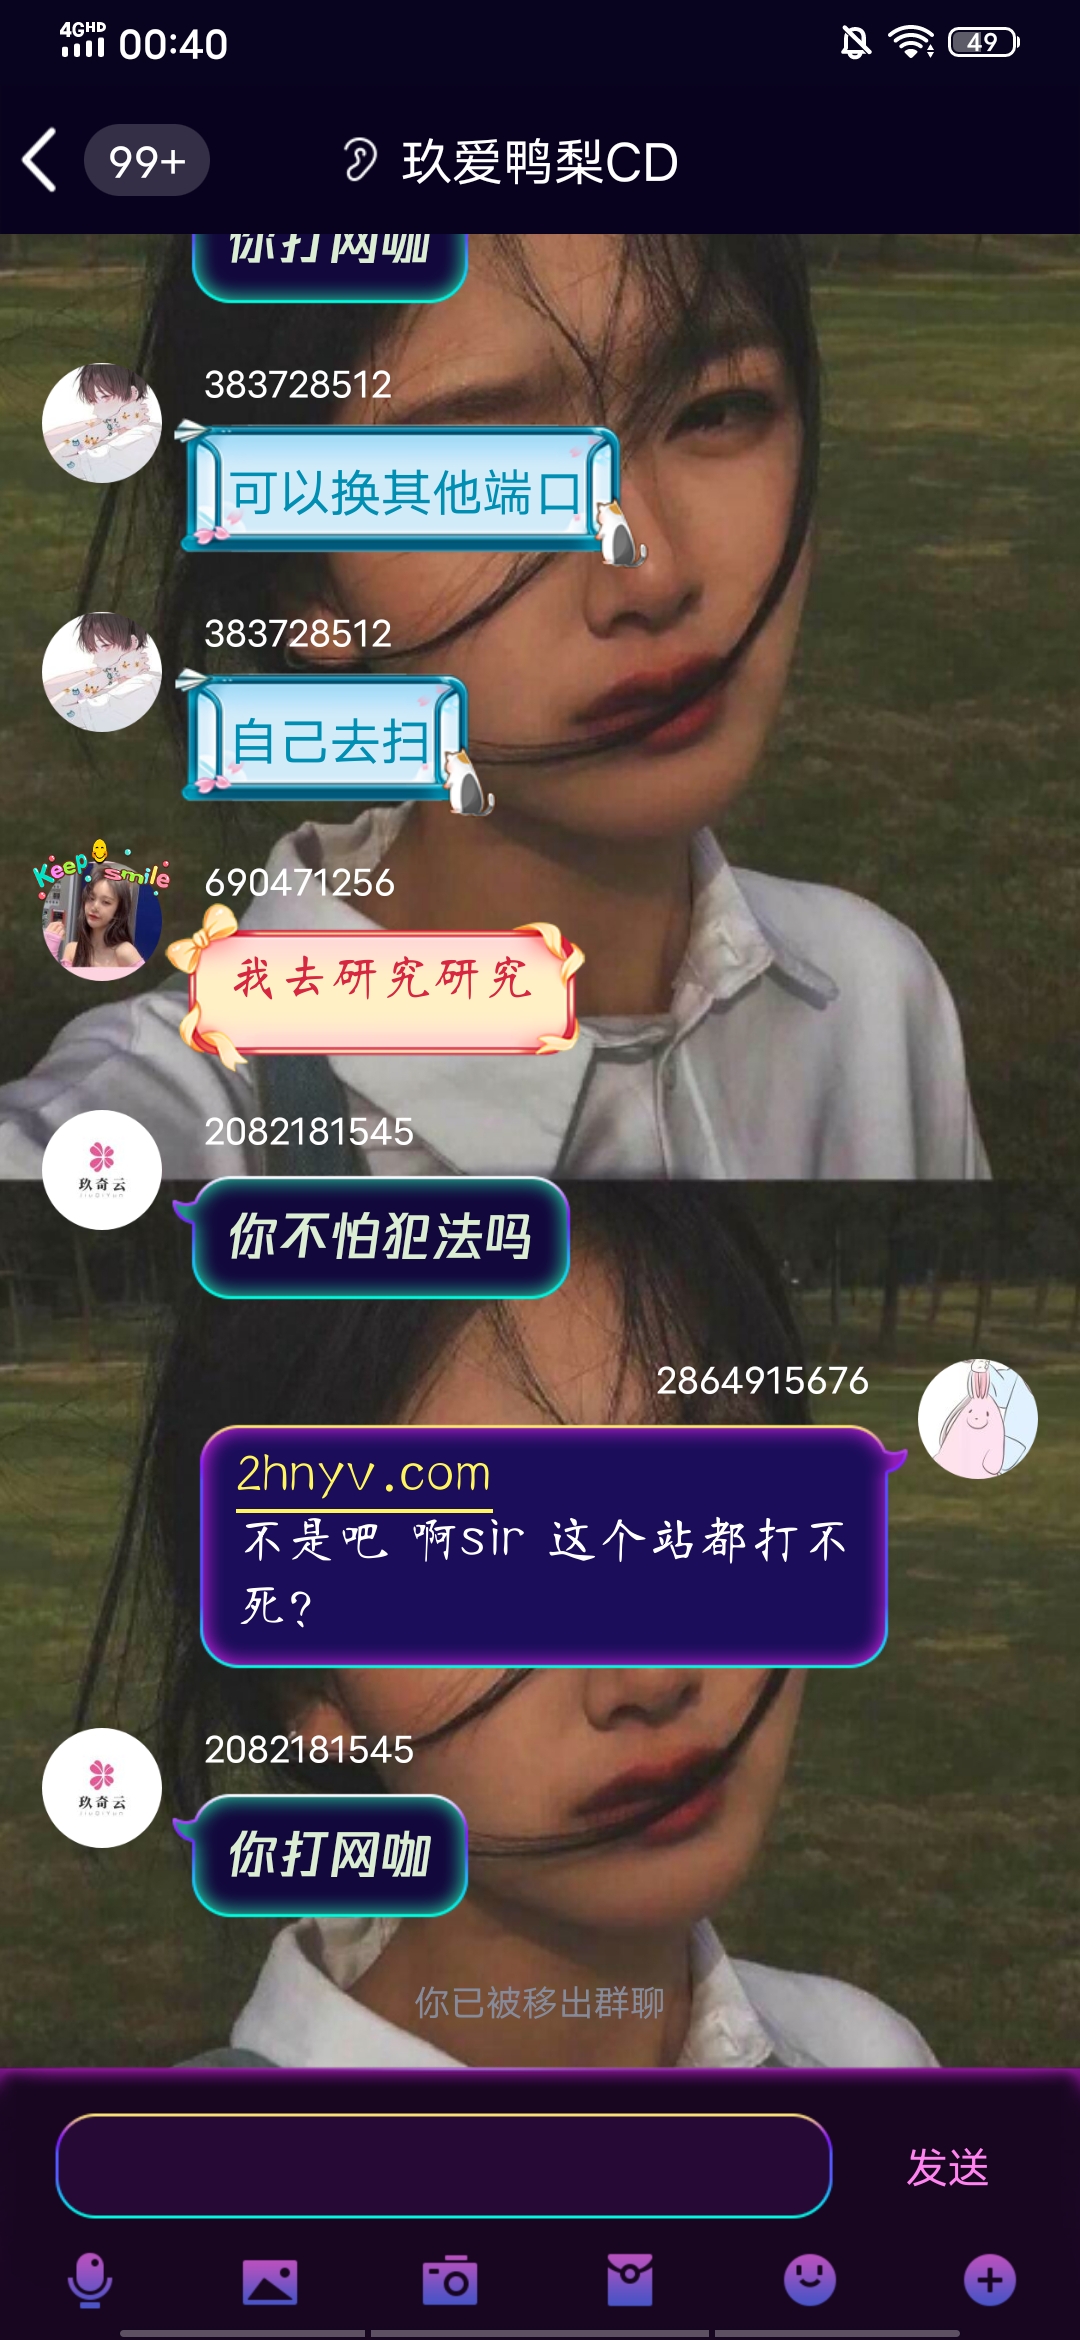 4GHD 00:40 49
99+ 玖爱鸭梨CD
你打网咖
383728512
可以换其他端口
383728512
自己去扫
Keep smile
690471256
我去研究研究
2082181545
玖奇云
你不怕犯法吗
2864915676
2hnyv.com
不是吧 啊sir 这个站都打不
死?
2082181545
玖奇云
你打网咖
你已被移出群聊
发送